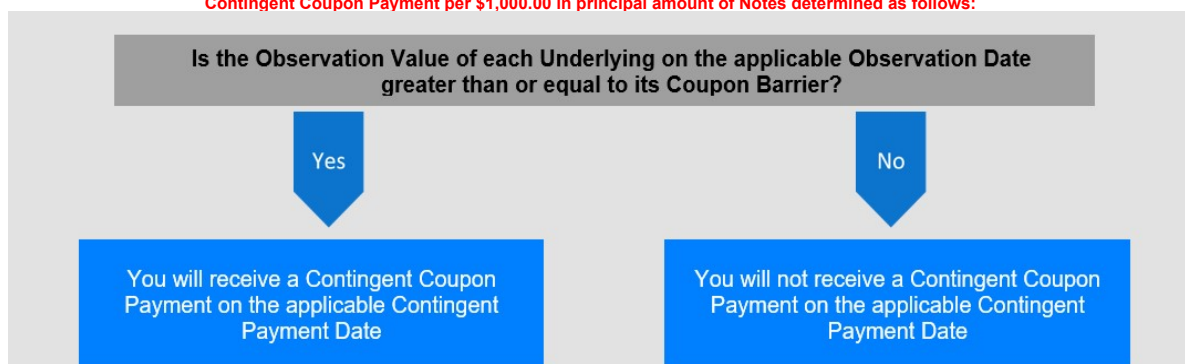 Contingent Coupon Payment per $1,000.00 in principal amount of Notes determined as follows:
Is the Observation Value of each Underlying on the applicable Observation Date
greater than or equal to its Coupon Barrier?
Yes
No
You will receive a Contingent Coupon
Payment on the applicable Contingent
Payment Date
You will not receive a Contingent Coupon
Payment on the applicable Contingent
Payment Date